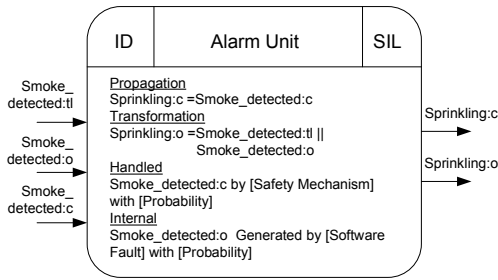 ID
Alarm Unit
SIL
Smoke_
detected:tl
Smoke_
detected:o
Smoke_
detected:c
Propagation
Sprinkling:c =Smoke_detected:c
Transformation
Sprinkling:o =Smoke_detected:tl ||
Smoke_detected:o
Handled
Smoke_detected:c by [Safety Mechanism]
with [Probability]
Internal
Smoke_detected:o Generated by [Software
Fault] with [Probability]
Sprinkling:c
Sprinkling:o